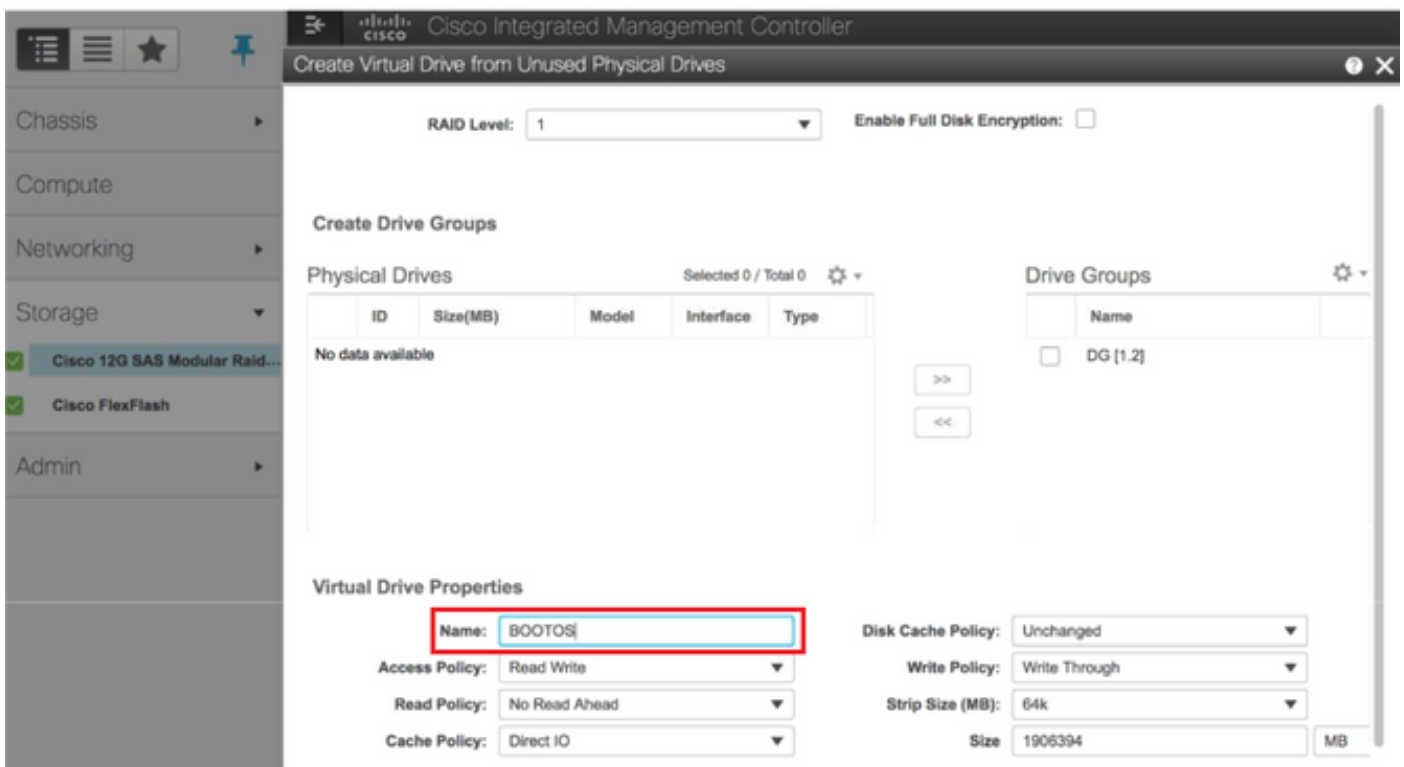 cisco Cisco Integrated Management Controller
Create Virtual Drive from Unused Physical Drives
Chassis
Compute
Networking
Storage
Cisco 12G SAS Modular Raid...
Cisco FlexFlash
Admin
RAID Level: 1 Enable Full Disk Encryption:
Create Drive Groups
Physical Drives Selected 0 / Total 0
ID Size(MB) Model Interface Type
No data available
>>
<<
Drive Groups
Name
DG [1.2]
Virtual Drive Properties
Name: BOOTOS Disk Cache Policy: Unchanged
Access Policy: Read Write Write Policy: Write Through
Read Policy: No Read Ahead Strip Size (MB): 64k
Cache Policy: Direct IO Size 1906394 MB